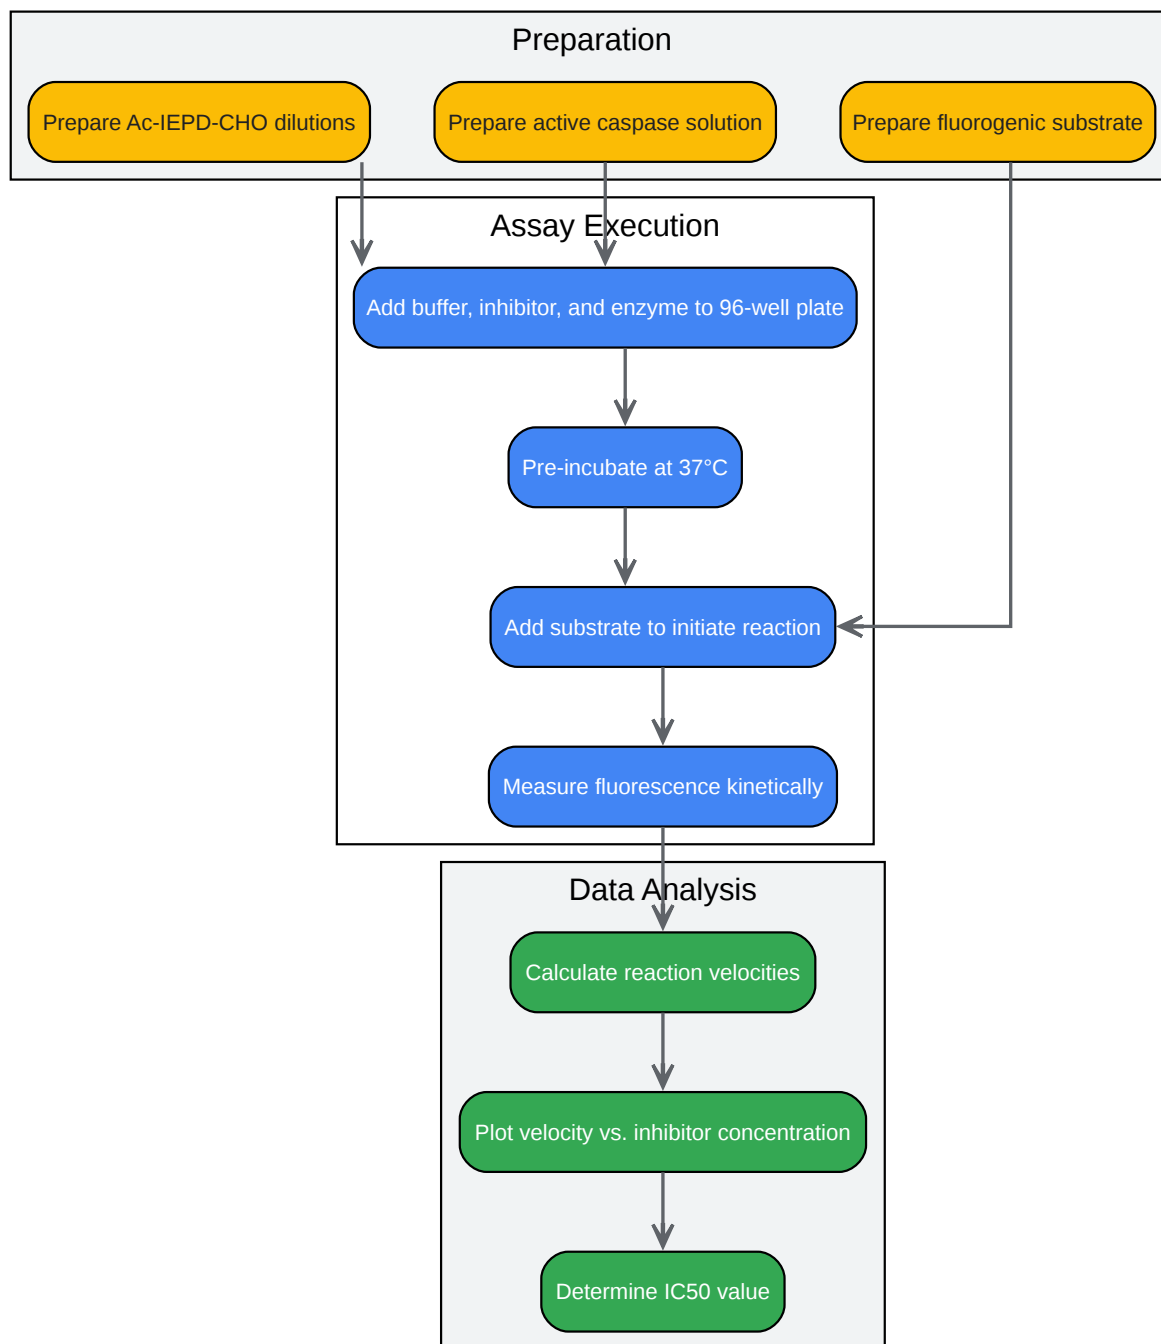 Preparation
Prepare Ac-IEPD-CHO dilutions
Prepare active caspase solution
Prepare fluorogenic substrate
Assay Execution
Add buffer, inhibitor, and enzyme to 96-well plate
Pre-incubate at 37°C
Add substrate to initiate reaction
Measure fluorescence kinetically
Data Analysis
Calculate reaction velocities
Plot velocity vs. inhibitor concentration
Determine IC50 value